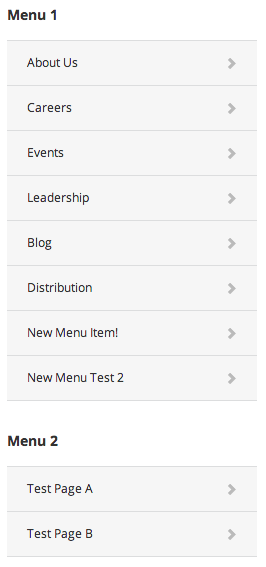 Menu 1
About Us
Careers
Events
Leadership
Blog
Distribution
New Menu Item!
New Menu Test 2
Menu 2
Test Page A
Test Page B